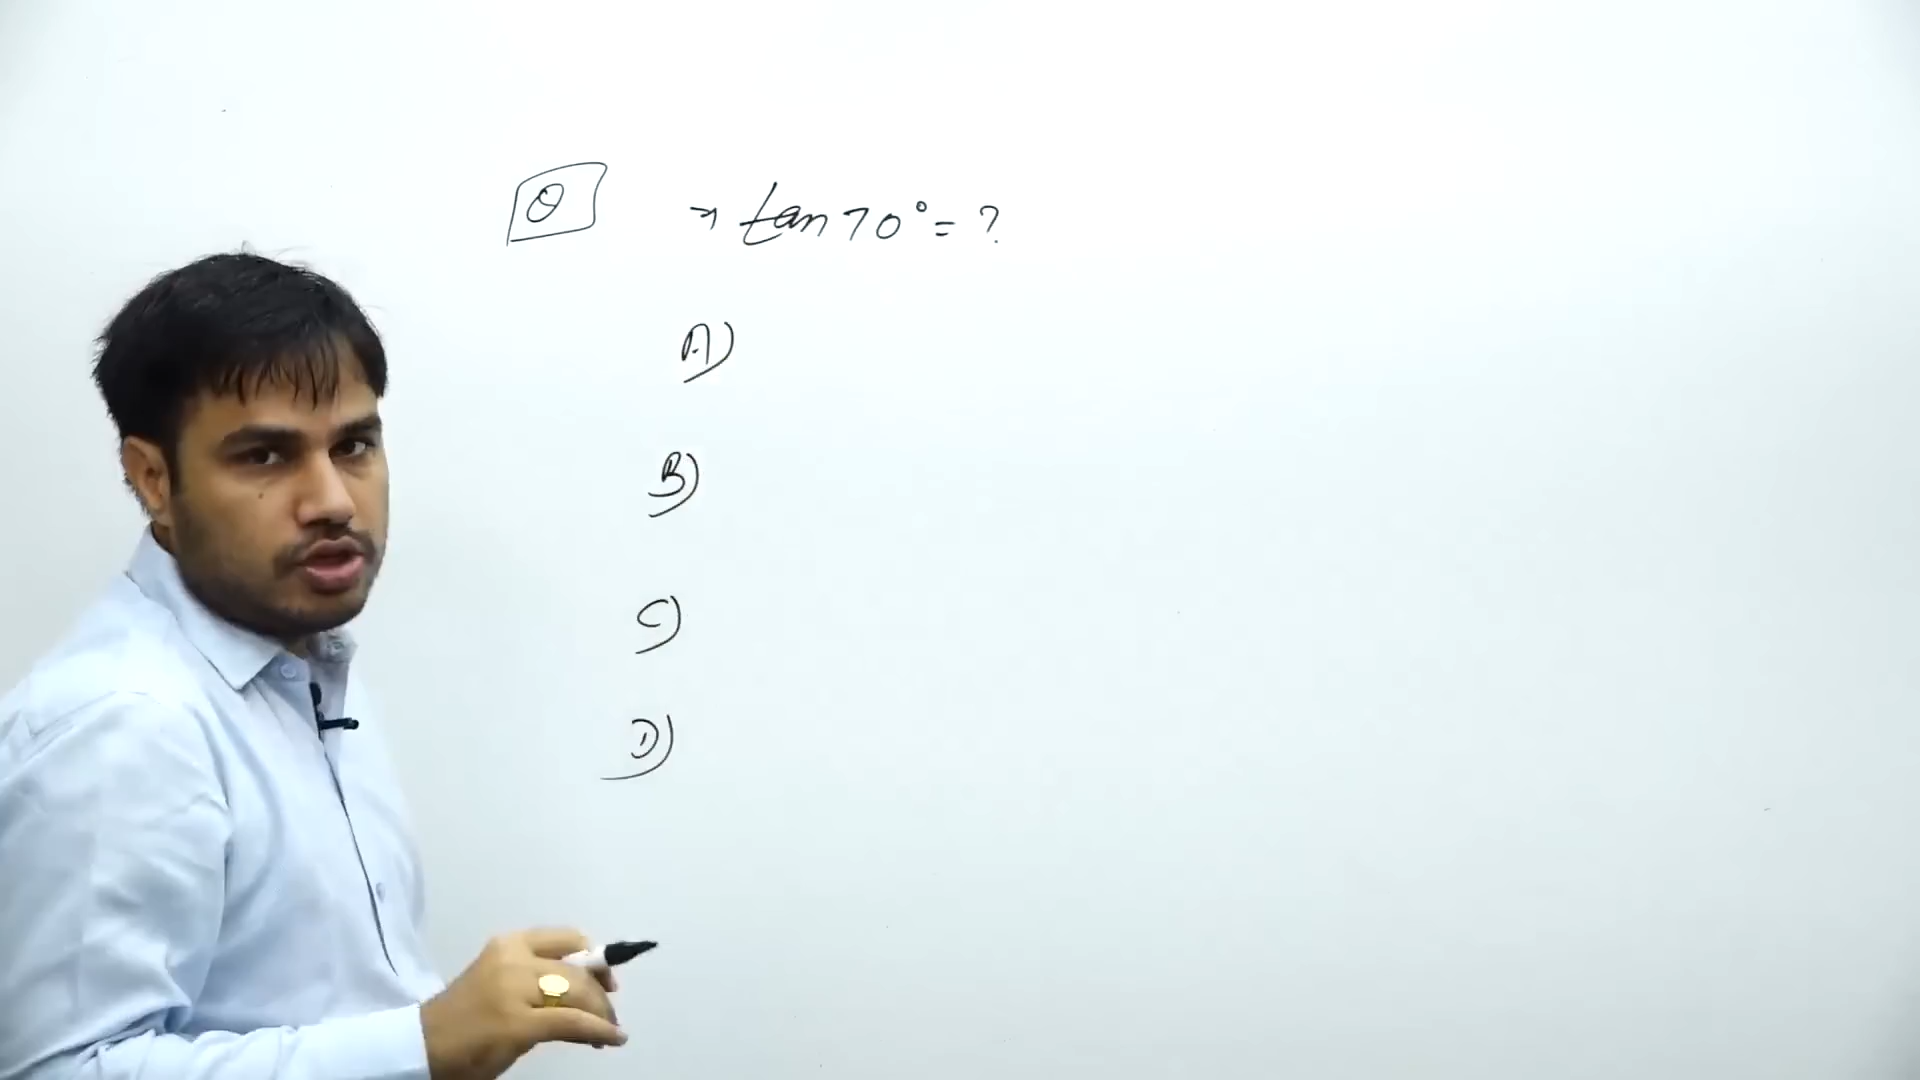 Q → tan 70° = ?
A)
B)
C)
D)